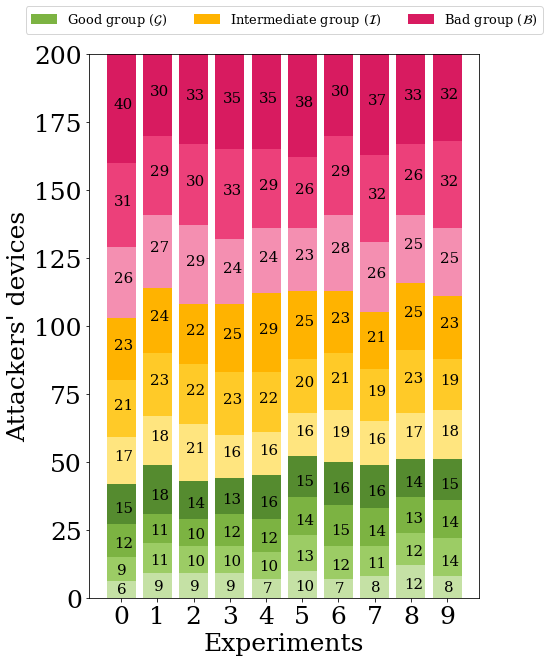 Good group (𝒢) Intermediate group (ℐ) Bad group (ℬ)
200
175
150
125
100
75
50
25
0
Attackers' devices
40 30 33 35 35 38 30 37 33 32
31 29 30 33 29 26 29 32 26 32
26 27 29 24 24 23 28 26 25 25
23 24 22 25 29 25 23 21 25 23
21 23 22 23 22 20 21 19 23 19
17 18 21 16 16 16 19 16 17 18
15 18 14 13 16 15 16 16 14 15
12 11 10 12 12 14 15 14 13 14
9 11 10 10 10 13 12 11 12 14
6 9 9 9 7 10 7 8 12 8
0 1 2 3 4 5 6 7 8 9
Experiments